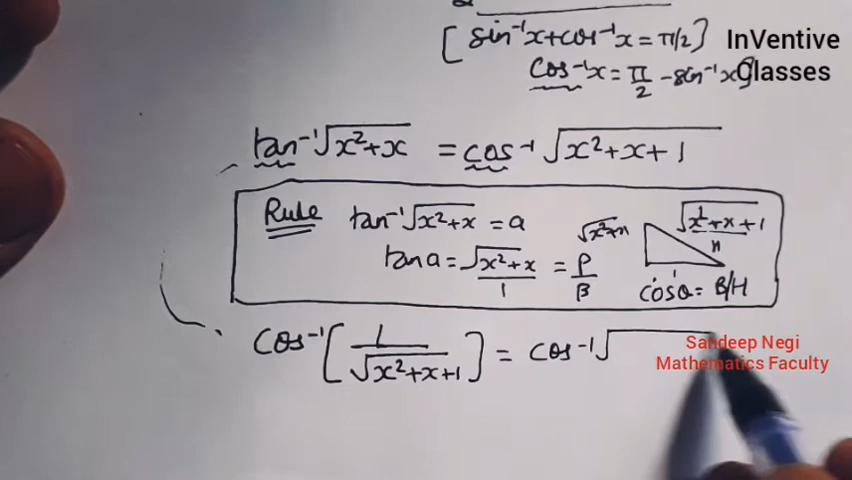 [sin⁻¹x+cos⁻¹x = π/2]
InVentive
Classes
cos⁻¹x = π/2 - sin⁻¹x
tan⁻¹√(x²+x) = cos⁻¹√(x²+x+1)
Rule tan⁻¹√(x²+x) = a
√(x²+x) √(x²+x+1)
tan a = √(x²+x)/1 = P/B
H
1
cosθ = B/H
cos⁻¹[1/√(x²+x+1)] = cos⁻¹√
Sandeep Negi
Mathematics Faculty